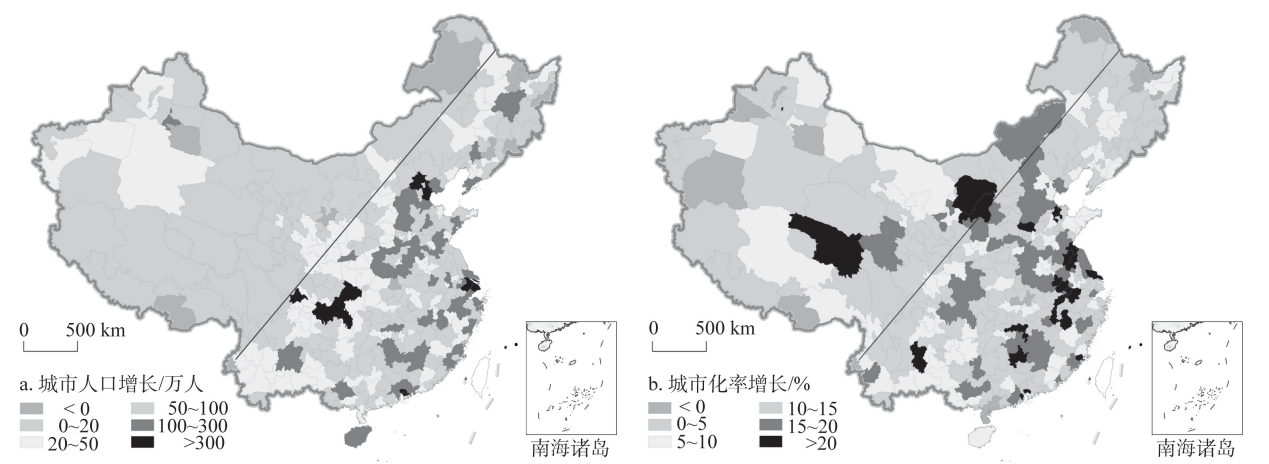 0 500 km
a. 城市人口增长/万人
< 0 50~100
0~20 100~300
20~50 >300
南海诸岛
0 500 km
b. 城市化率增长/%
< 0 10~15
0~5 15~20
5~10 >20
南海诸岛